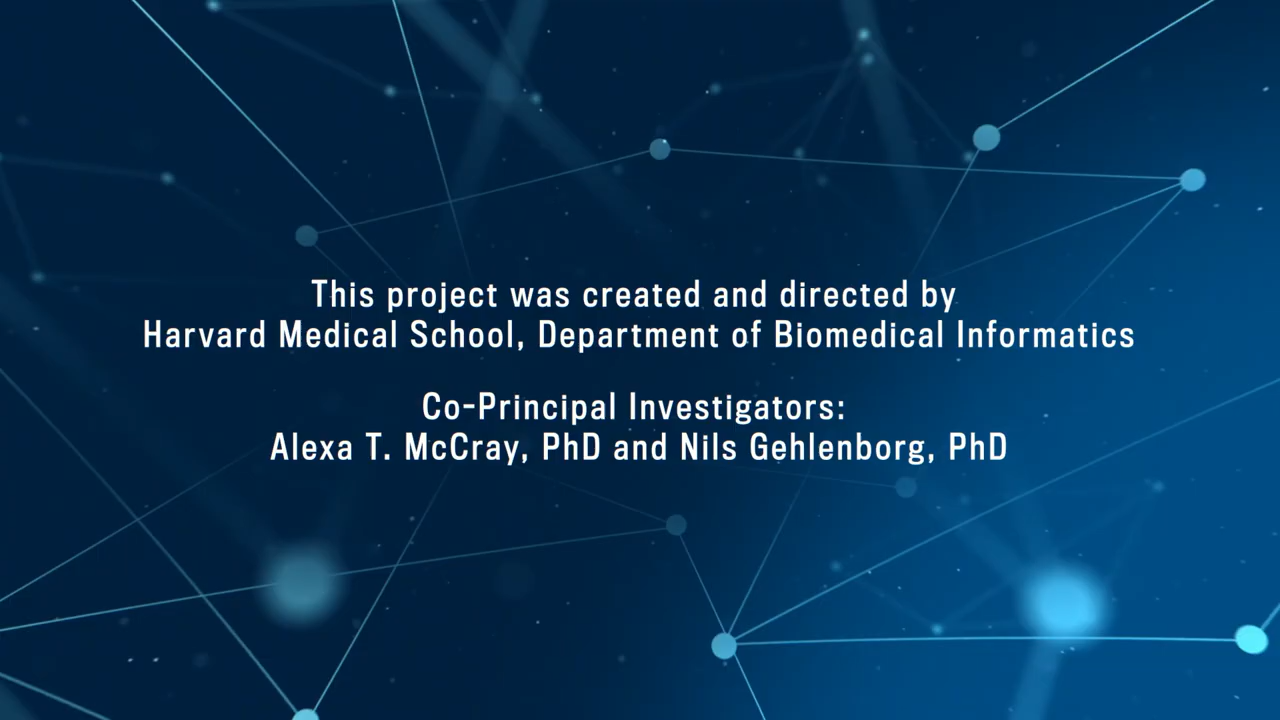 This project was created and directed by
Harvard Medical School, Department of Biomedical Informatics
Co-Principal Investigators:
Alexa T. McCray, PhD and Nils Gehlenborg, PhD